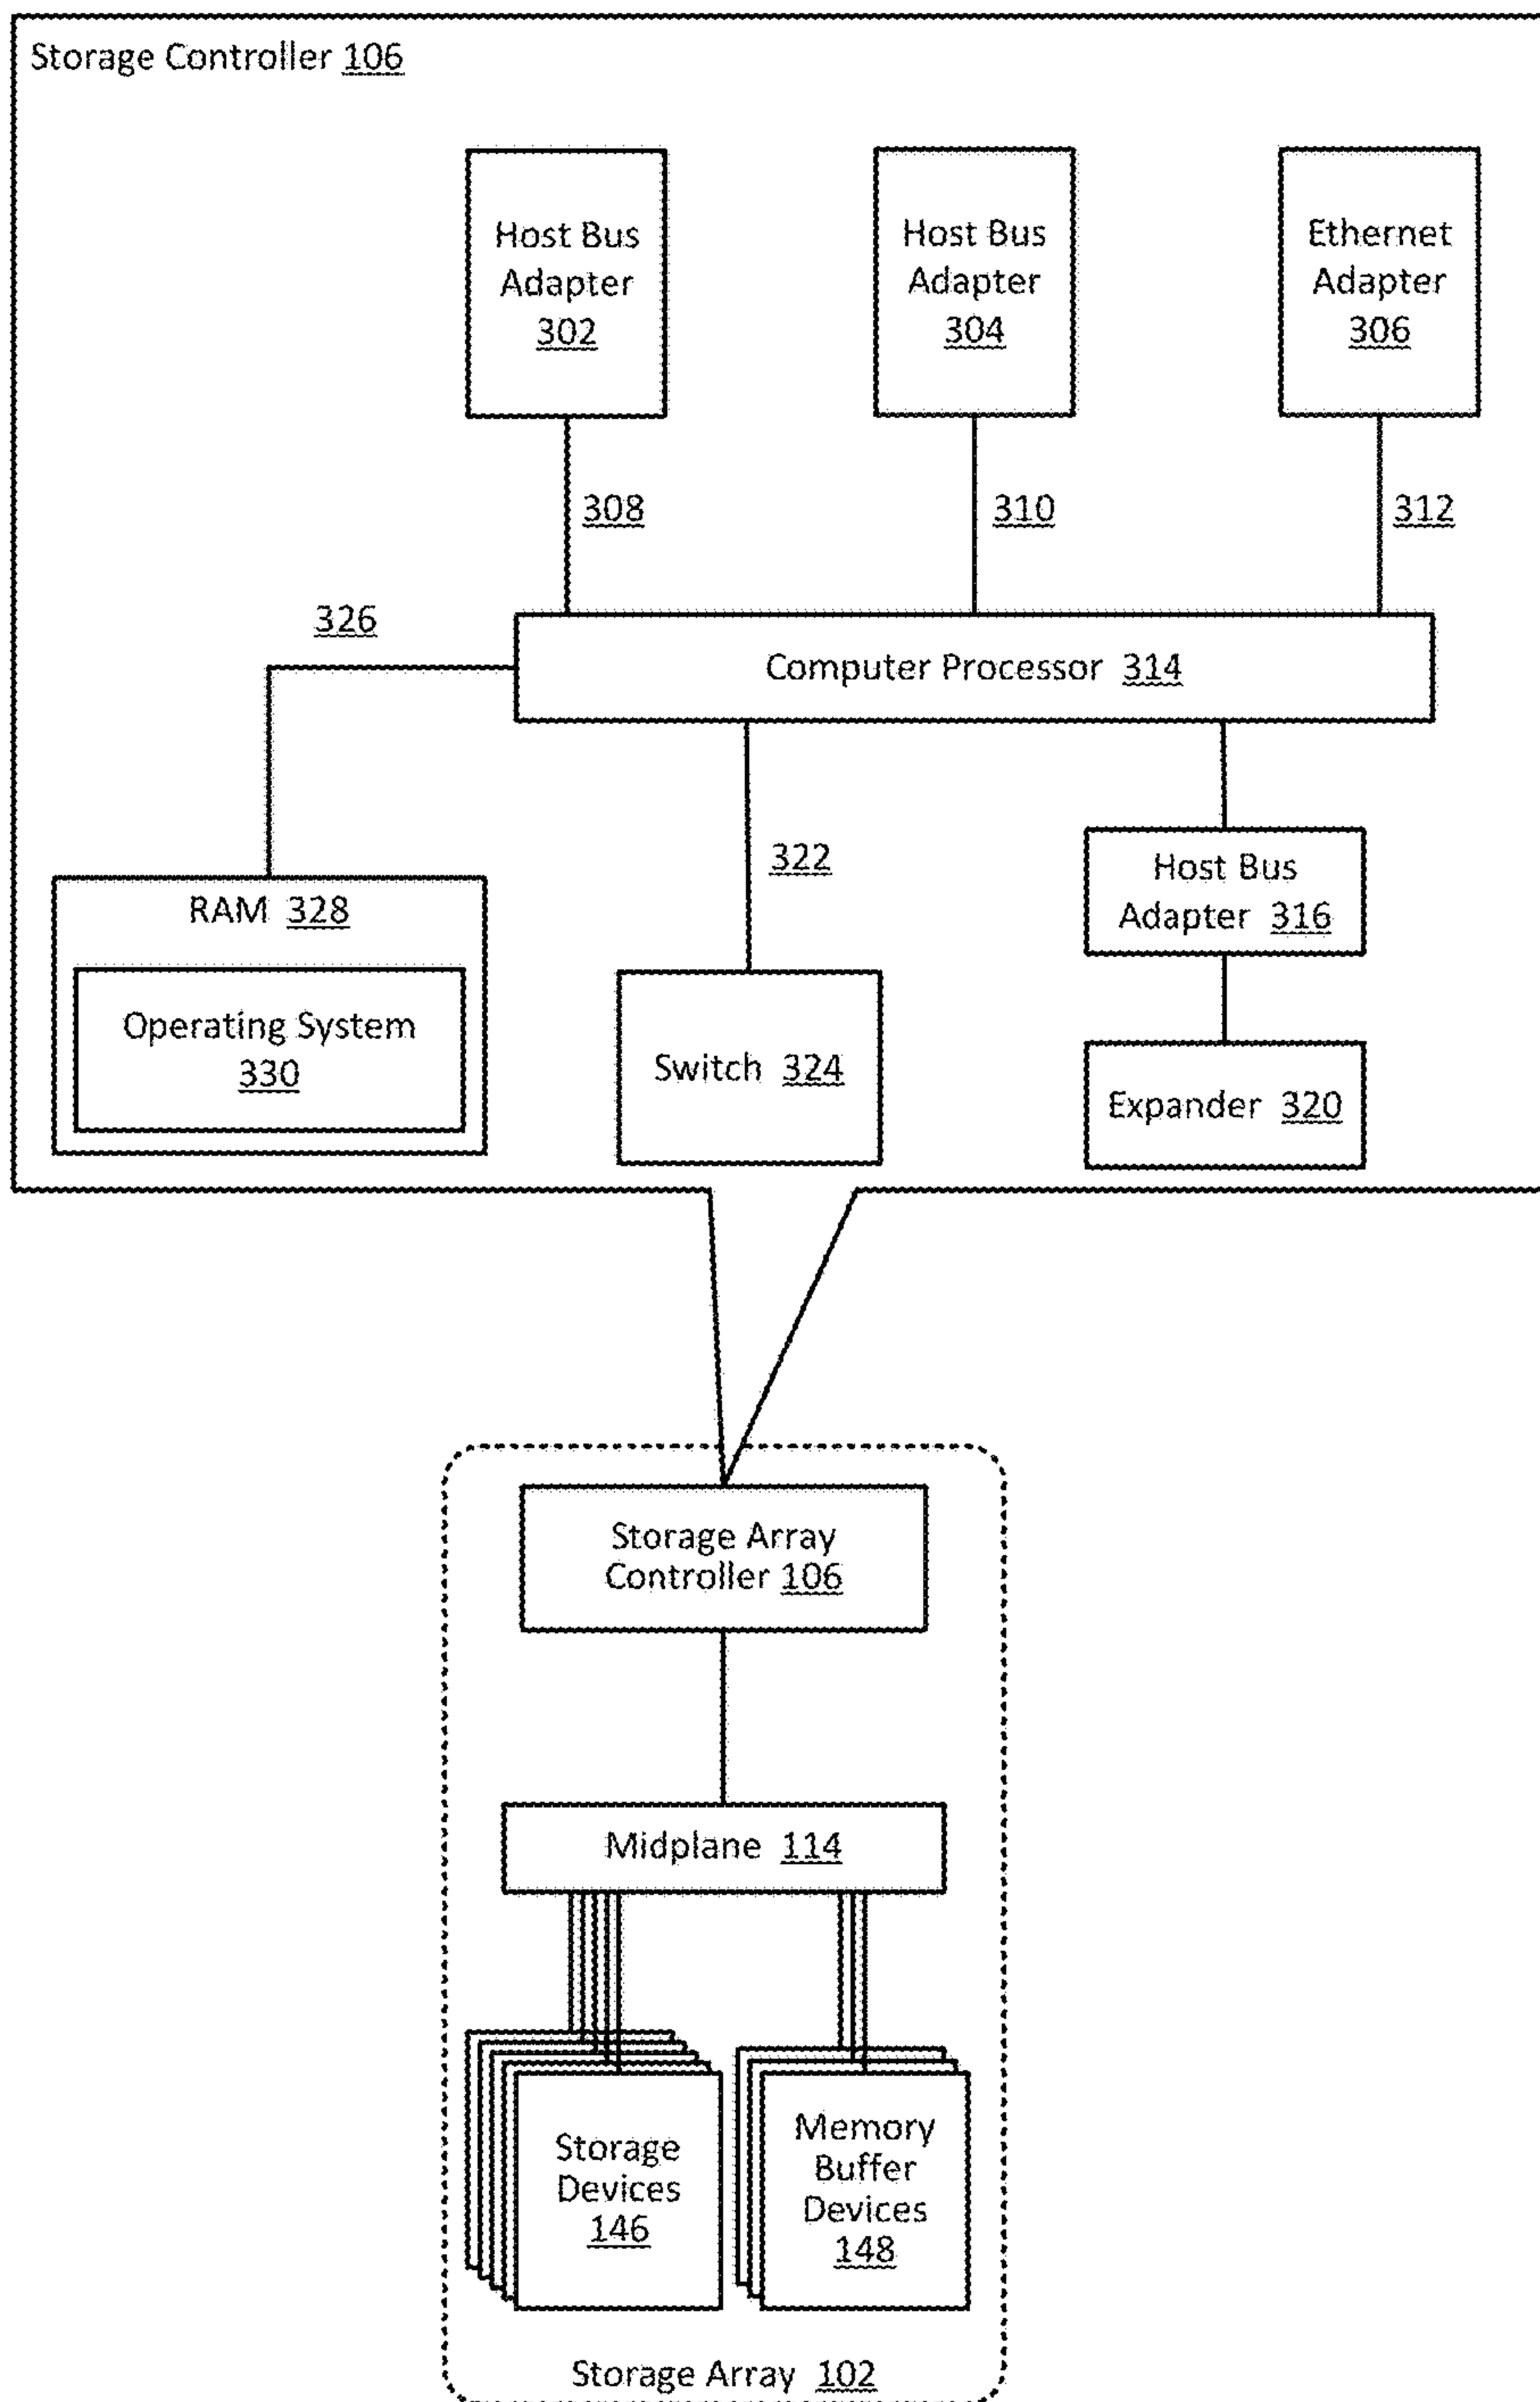 Storage Controller 106
Host Bus
Adapter
302
Host Bus
Adapter
304
Ethernet
Adapter
306
308
310
312
326
Computer Processor 314
322
Host Bus
Adapter 316
RAM 328
Operating System
330
Switch 324
Expander 320
Storage Array
Controller 106
Midplane 114
Storage
Devices
146
Memory
Buffer
Devices
148
Storage Array 102